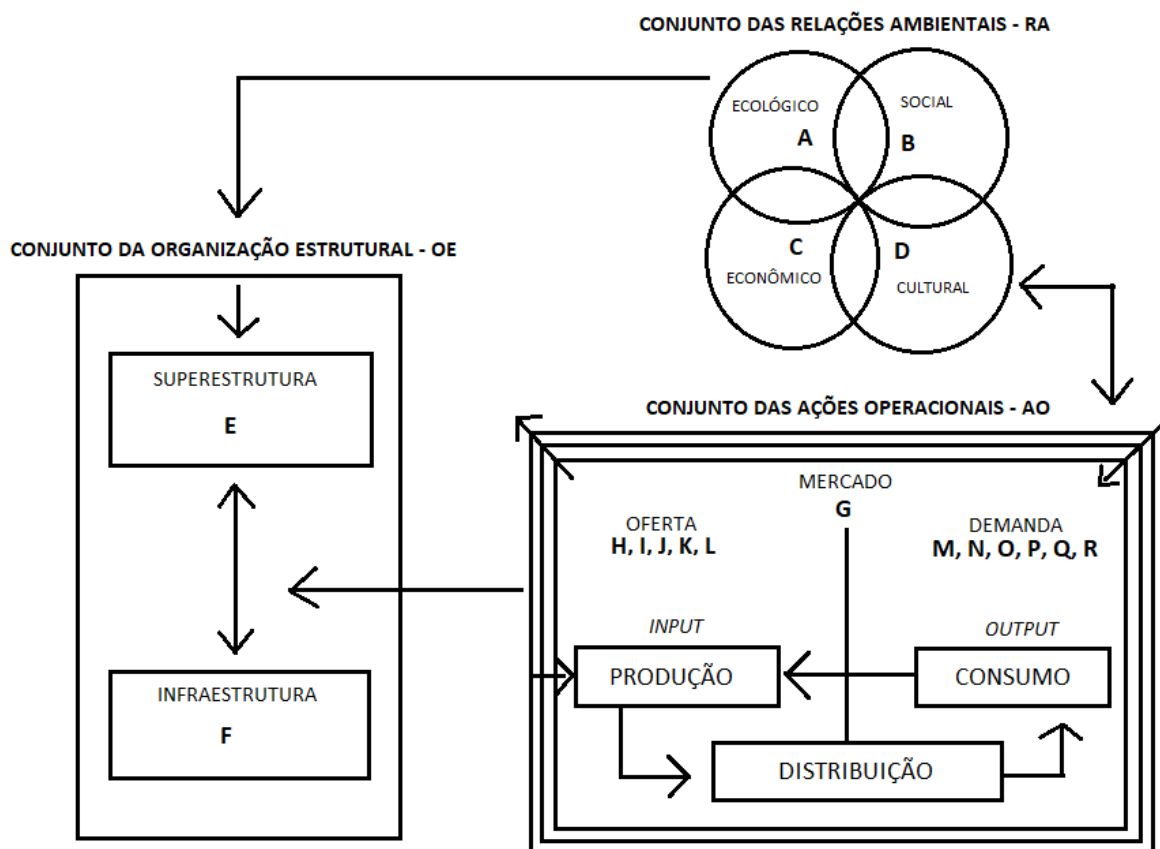 CONJUNTO DAS RELAÇÕES AMBIENTAIS - RA
ECOLÓGICO
A
SOCIAL
B
C
ECONÔMICO
D
CULTURAL
CONJUNTO DA ORGANIZAÇÃO ESTRUTURAL - OE
SUPERESTRUTURA
E
INFRAESTRUTURA
F
CONJUNTO DAS AÇÕES OPERACIONAIS - AO
MERCADO
G
OFERTA
H, I, J, K, L
DEMANDA
M, N, O, P, Q, R
INPUT
PRODUÇÃO
OUTPUT
CONSUMO
DISTRIBUIÇÃO